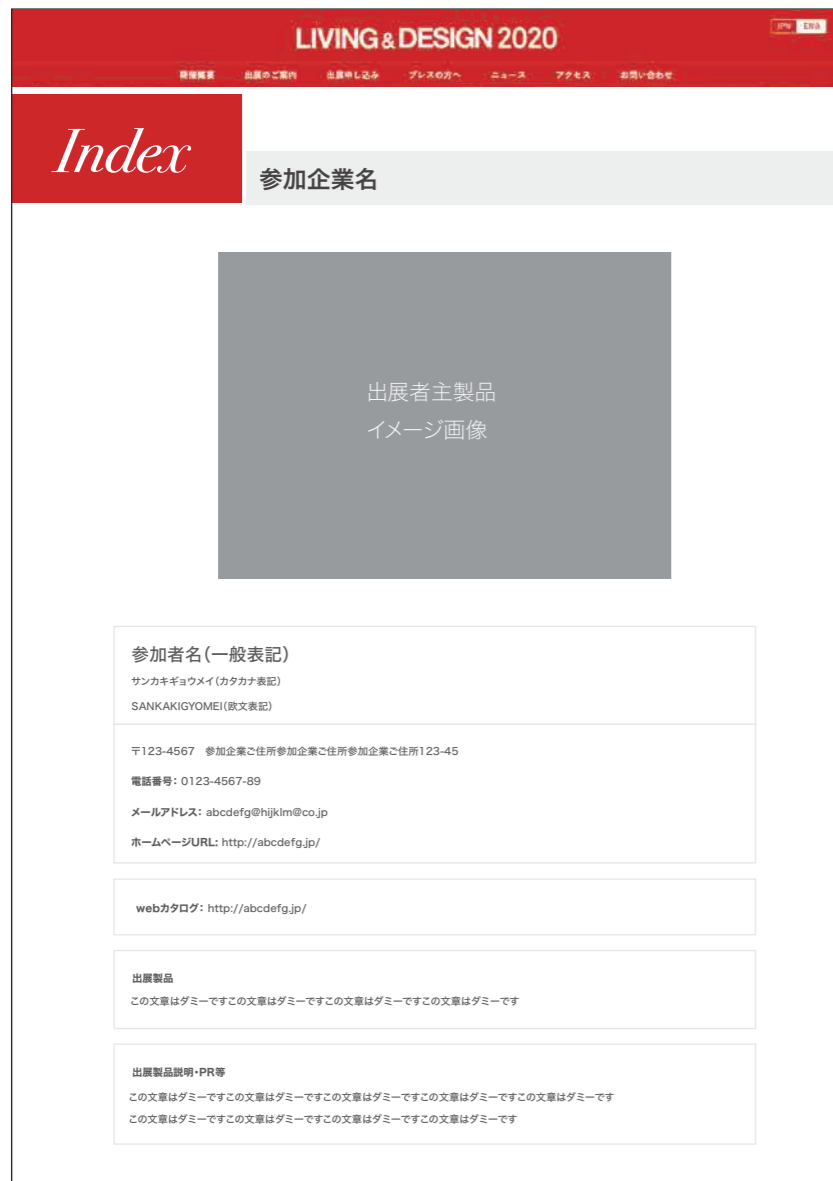 LIVING & DESIGN 2020
JPN ENG
開催概要 出展のご案内 出展申し込み プレスの方へ ニュース アクセス お問い合わせ
Index
参加企業名
出展者主製品
イメージ画像
参加者名(一般表記)
サンカキギョウメイ(カタカナ表記)
SANKAKIGYOMEI(欧文表記)
〒123-4567 参加企業ご住所参加企業ご住所参加企業ご住所123-45
電話番号: 0123-4567-89
メールアドレス: abcdefg@hijklm@co.jp
ホームページURL: http://abcdefg.jp/
webカタログ: http://abcdefg.jp/
出展製品
この文章はダミーですこの文章はダミーですこの文章はダミーですこの文章はダミーです
出展製品説明・PR等
この文章はダミーですこの文章はダミーですこの文章はダミーですこの文章はダミーですこの文章はダミーです
この文章はダミーですこの文章はダミーですこの文章はダミーですこの文章はダミーです